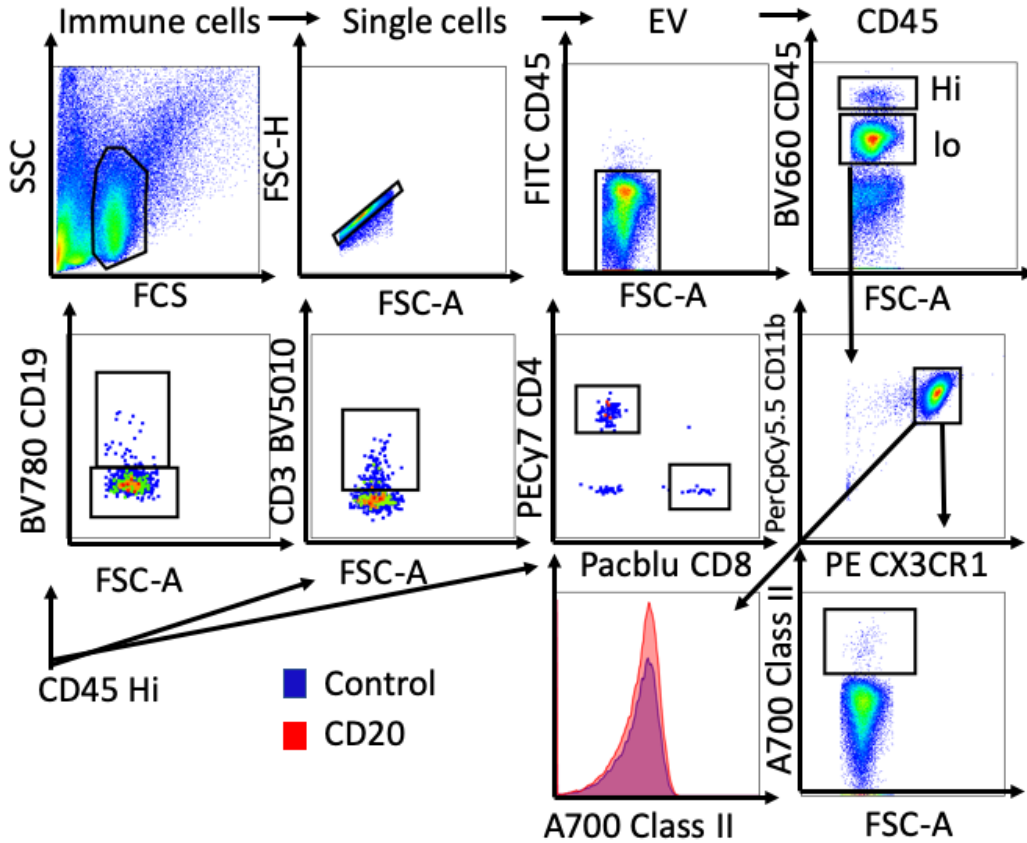 Immune cells
Single cells
EV
CD45
SSC
FCS
FSC-H
FSC-A
FITC CD45
FSC-A
BV660 CD45
Hi
lo
FSC-A
BV780 CD19
FSC-A
CD3 BV5010
FSC-A
PECy7 CD4
Pacblu CD8
PerCpCy5.5 CD11b
PE CX3CR1
CD45 Hi
Control
CD20
A700 Class II
A700 Class II
FSC-A